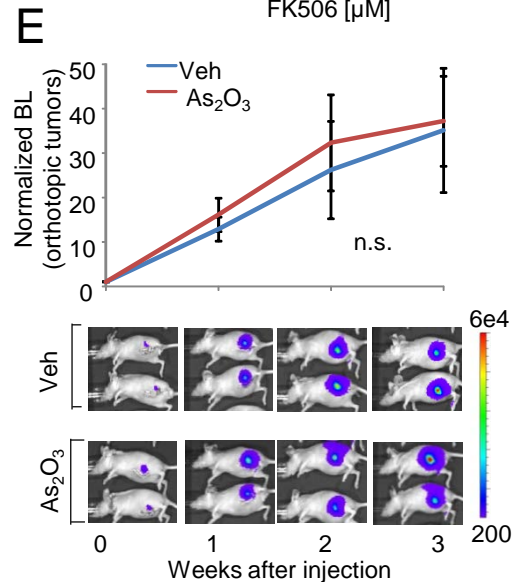 FK506 [µM]
E
Normalized BL
(orthotopic tumors)
50
40
30
20
10
0
Veh
As₂O₃
n.s.
Veh
As₂O₃
6e4
200
0 1 2 3
Weeks after injection